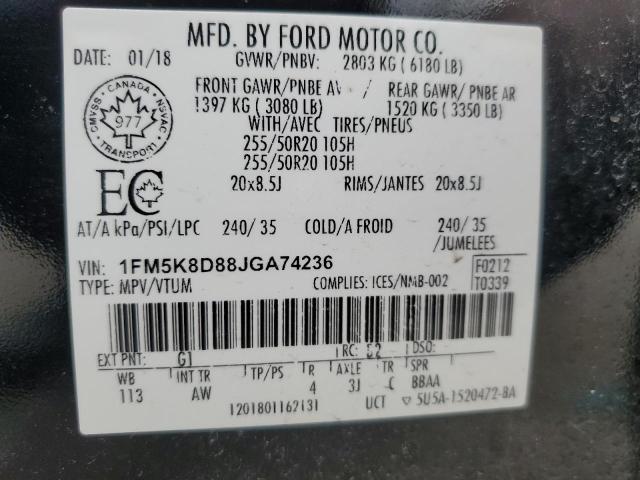 MFD. BY FORD MOTOR CO.
DATE: 01/18 GVWR/PNBV: 2803 KG ( 6180 LB)
FRONT GAWR/PNBE AV / REAR GAWR/ PNBE AR
1397 KG ( 3080 LB) 1520 KG ( 3350 LB)
CMVSS · CANADA · NSVAC
977
TRANSPORT
WITH/AVEC TIRES/PNEUS
255/50R20 105H
255/50R20 105H
EC 20x8.5J RIMS/JANTES 20x8.5J
AT/A kPa/PSI/LPC 240/ 35 COLD/A FROID 240/ 35
/JUMELEES
VIN: 1FM5K8D88JGA74236 F0212
TYPE: MPV/VTUM COMPLIES: ICES/NMB-002 T0339
EXT PNT: G1 RC: 52 DSO:
WB INT TR TP/PS R AXLE TR SPR
113 AW 4 3J C BBAA
1201801162131 UCT ▽ 5U5A-1520472-BA